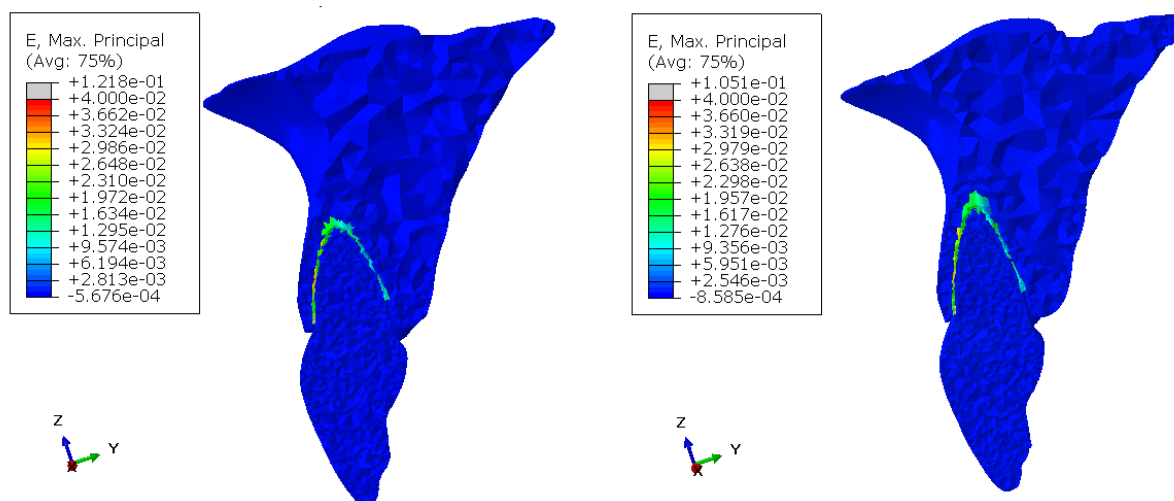 E, Max. Principal
(Avg: 75%)
+1.218e-01
+4.000e-02
+3.662e-02
+3.324e-02
+2.986e-02
+2.648e-02
+2.310e-02
+1.972e-02
+1.634e-02
+1.295e-02
+9.574e-03
+6.194e-03
+2.813e-03
-5.676e-04
Z
Y
X
E, Max. Principal
(Avg: 75%)
+1.051e-01
+4.000e-02
+3.660e-02
+3.319e-02
+2.979e-02
+2.638e-02
+2.298e-02
+1.957e-02
+1.617e-02
+1.276e-02
+9.356e-03
+5.951e-03
+2.546e-03
-8.585e-04
Z
Y
X